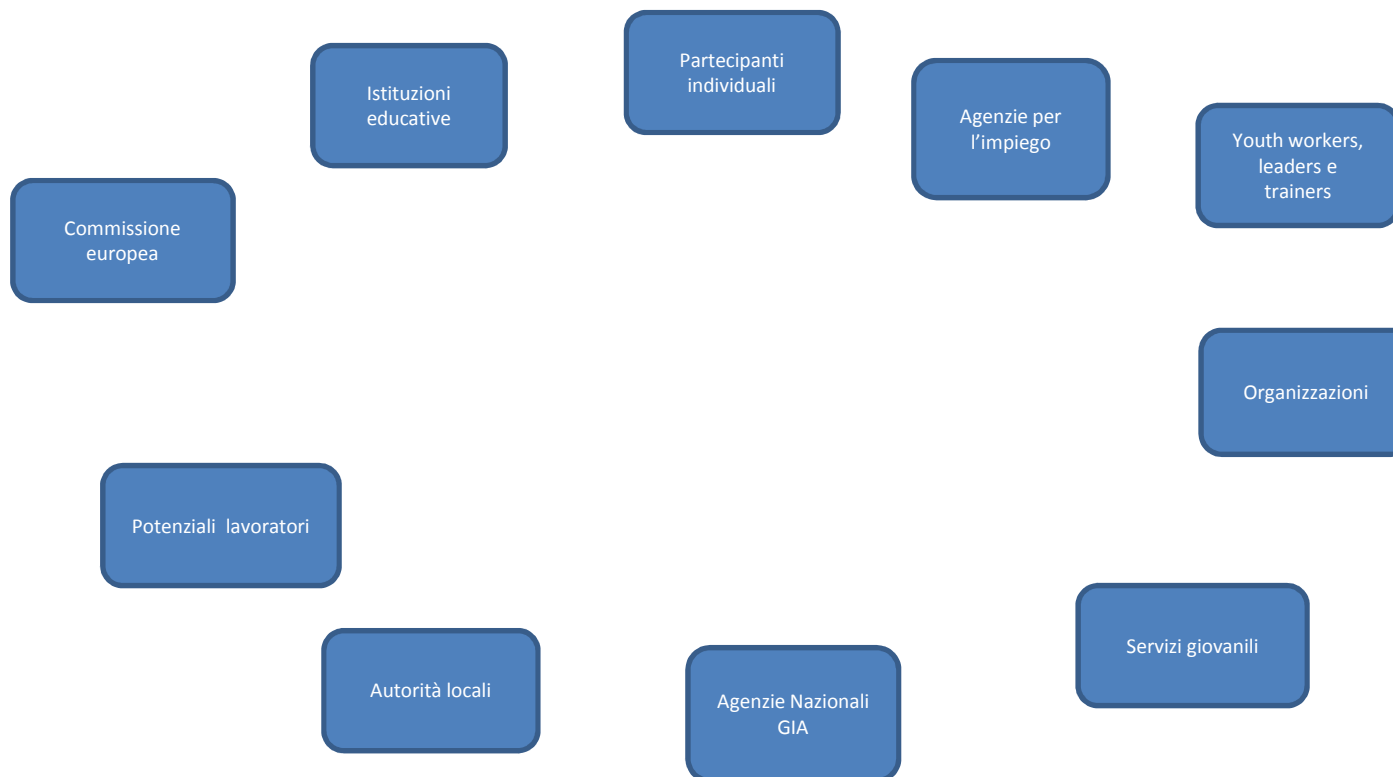 Partecipanti
individuali
Istituzioni
educative
Agenzie per
l’impiego
Youth workers,
leaders e
trainers
Commissione
europea
Organizzazioni
Potenziali lavoratori
Servizi giovanili
Autorità locali
Agenzie Nazionali
GIA